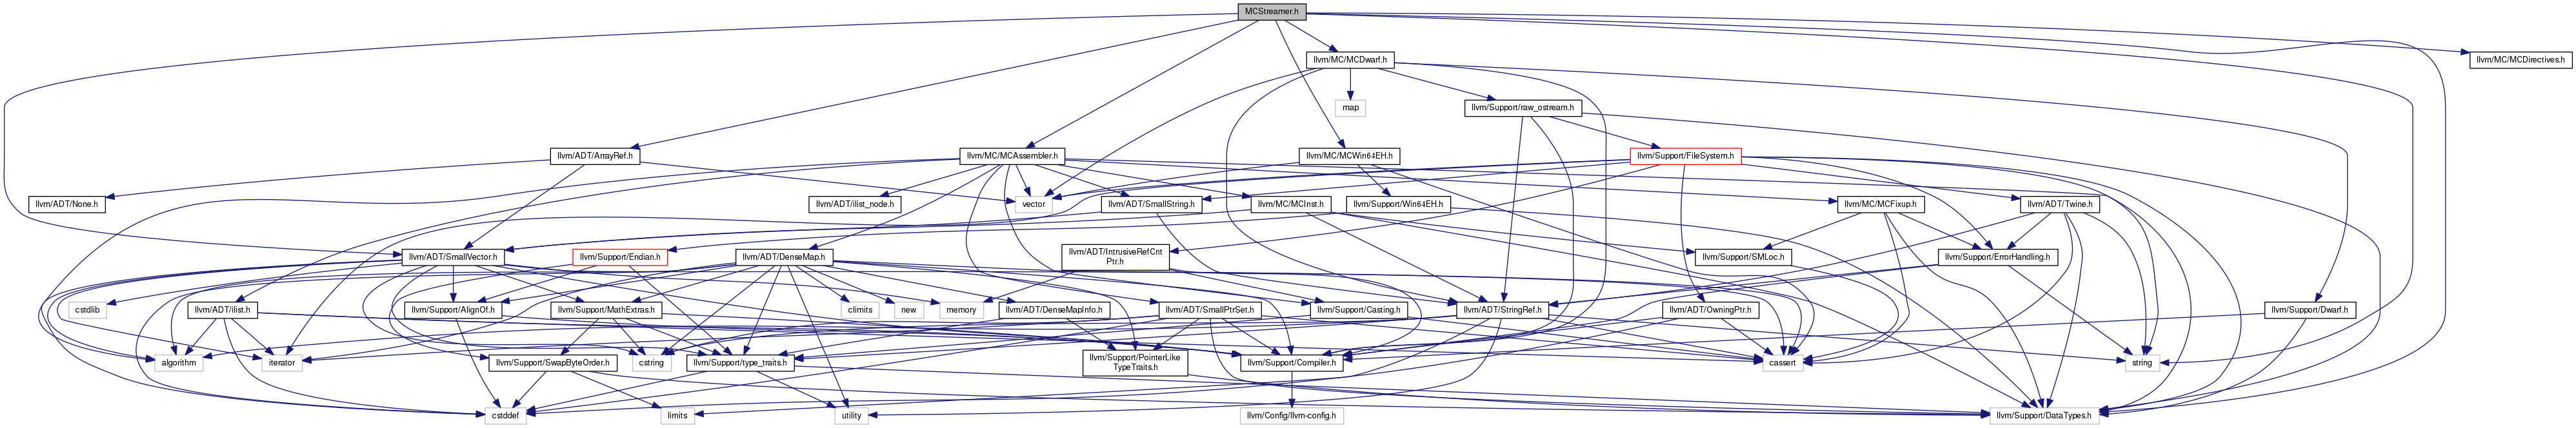 MCStreamer.h
llvm/MC/MCDwarf.h
llvm/MC/MCDirectives.h
map
llvm/Support/raw_ostream.h
llvm/ADT/ArrayRef.h
llvm/MC/MCAssembler.h
llvm/MC/MCWin64EH.h
llvm/Support/FileSystem.h
llvm/ADT/None.h
llvm/ADT/ilist_node.h
vector
llvm/ADT/SmallString.h
llvm/MC/MCInst.h
llvm/Support/Win64EH.h
llvm/MC/MCFixup.h
llvm/ADT/Twine.h
llvm/ADT/SmallVector.h
llvm/Support/Endian.h
llvm/ADT/DenseMap.h
llvm/ADT/IntrusiveRefCnt
Ptr.h
llvm/Support/SMLoc.h
llvm/Support/ErrorHandling.h
cstdlib
llvm/ADT/ilist.h
llvm/Support/AlignOf.h
llvm/Support/MathExtras.h
climits
new
memory
llvm/ADT/DenseMapInfo.h
llvm/ADT/SmallPtrSet.h
llvm/Support/Casting.h
llvm/ADT/StringRef.h
llvm/ADT/OwningPtr.h
llvm/Support/Dwarf.h
algorithm
iterator
llvm/Support/SwapByteOrder.h
cstring
llvm/Support/type_traits.h
llvm/Support/PointerLike
TypeTraits.h
llvm/Support/Compiler.h
cassert
string
cstddef
limits
utility
llvm/Config/llvm-config.h
llvm/Support/DataTypes.h